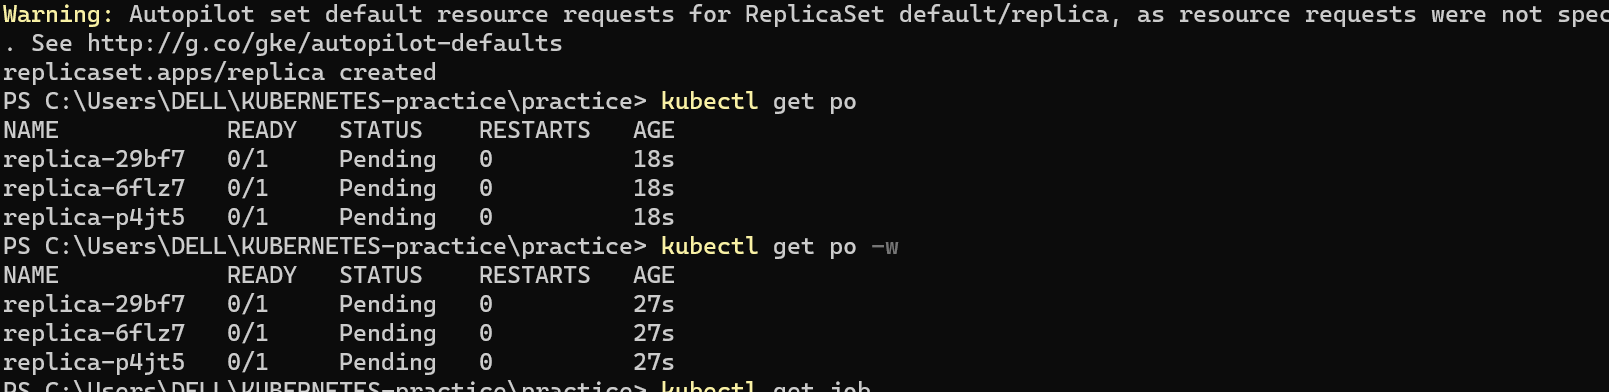 Warning: Autopilot set default resource requests for ReplicaSet default/replica, as resource requests were not spec
. See http://g.co/gke/autopilot-defaults
replicaset.apps/replica created
PS C:\Users\DELL\KUBERNETES-practice\practice> kubectl get po
NAME            READY   STATUS    RESTARTS   AGE
replica-29bf7   0/1     Pending   0          18s
replica-6flz7   0/1     Pending   0          18s
replica-p4jt5   0/1     Pending   0          18s
PS C:\Users\DELL\KUBERNETES-practice\practice> kubectl get po -w
NAME            READY   STATUS    RESTARTS   AGE
replica-29bf7   0/1     Pending   0          27s
replica-6flz7   0/1     Pending   0          27s
replica-p4jt5   0/1     Pending   0          27s
PS C:\Users\DELL\KUBERNETES-practice\practice> kubectl get job